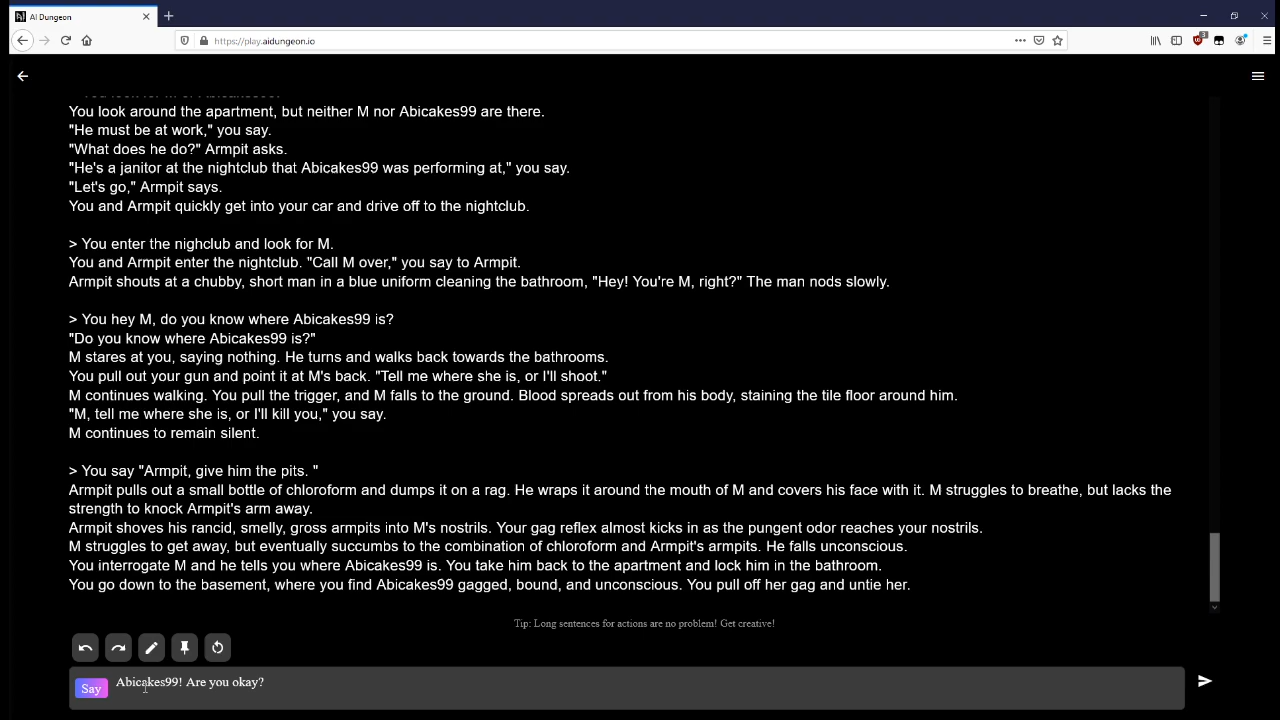 AI Dungeon
https://play.aidungeon.io
3
You look around the apartment, but neither M nor Abicakes99 are there.
"He must be at work," you say.
"What does he do?" Armpit asks.
"He's a janitor at the nightclub that Abicakes99 was performing at," you say.
"Let's go," Armpit says.
You and Armpit quickly get into your car and drive off to the nightclub.
> You enter the nighclub and look for M.
You and Armpit enter the nightclub. "Call M over," you say to Armpit.
Armpit shouts at a chubby, short man in a blue uniform cleaning the bathroom, "Hey! You're M, right?" The man nods slowly.
> You hey M, do you know where Abicakes99 is?
"Do you know where Abicakes99 is?"
M stares at you, saying nothing. He turns and walks back towards the bathrooms.
You pull out your gun and point it at M's back. "Tell me where she is, or I'll shoot."
M continues walking. You pull the trigger, and M falls to the ground. Blood spreads out from his body, staining the tile floor around him.
"M, tell me where she is, or I'll kill you," you say.
M continues to remain silent.
> You say "Armpit, give him the pits. "
Armpit pulls out a small bottle of chloroform and dumps it on a rag. He wraps it around the mouth of M and covers his face with it. M struggles to breathe, but lacks the
strength to knock Armpit's arm away.
Armpit shoves his rancid, smelly, gross armpits into M's nostrils. Your gag reflex almost kicks in as the pungent odor reaches your nostrils.
M struggles to get away, but eventually succumbs to the combination of chloroform and Armpit's armpits. He falls unconscious.
You interrogate M and he tells you where Abicakes99 is. You take him back to the apartment and lock him in the bathroom.
You go down to the basement, where you find Abicakes99 gagged, bound, and unconscious. You pull off her gag and untie her.
Tip: Long sentences for actions are no problem! Get creative!
Say Abicakes99! Are you okay?